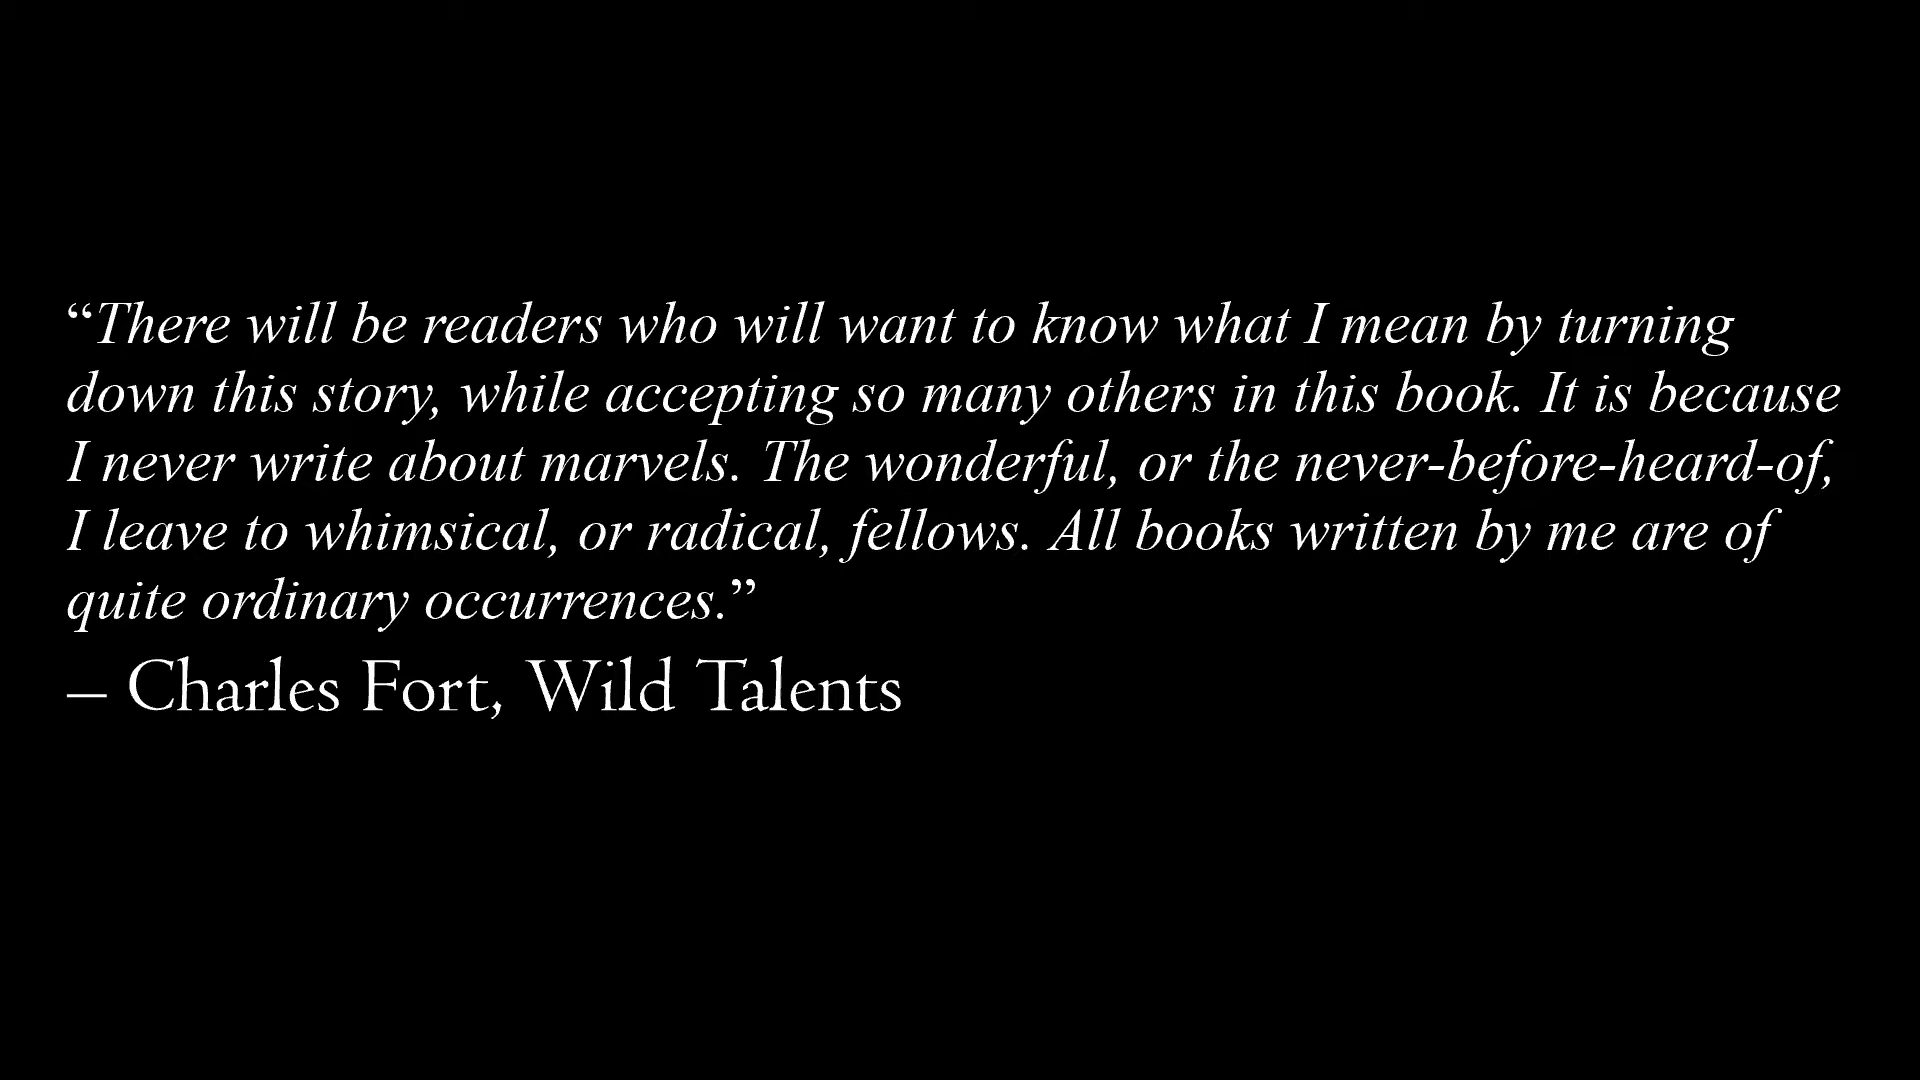 “There will be readers who will want to know what I mean by turning
down this story, while accepting so many others in this book. It is because
I never write about marvels. The wonderful, or the never-before-heard-of,
I leave to whimsical, or radical, fellows. All books written by me are of
quite ordinary occurrences.”
– Charles Fort, Wild Talents